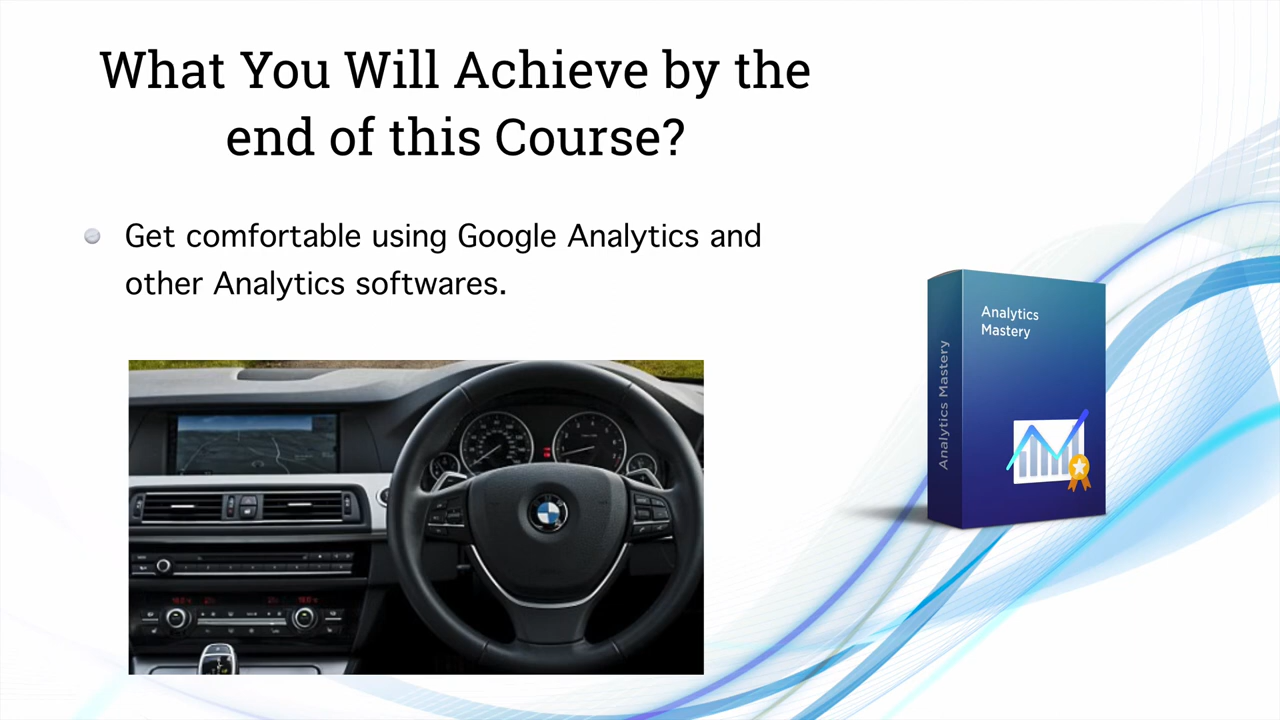 What You Will Achieve by the
end of this Course?
Get comfortable using Google Analytics and
other Analytics softwares.
Analytics
Mastery
Analytics Mastery